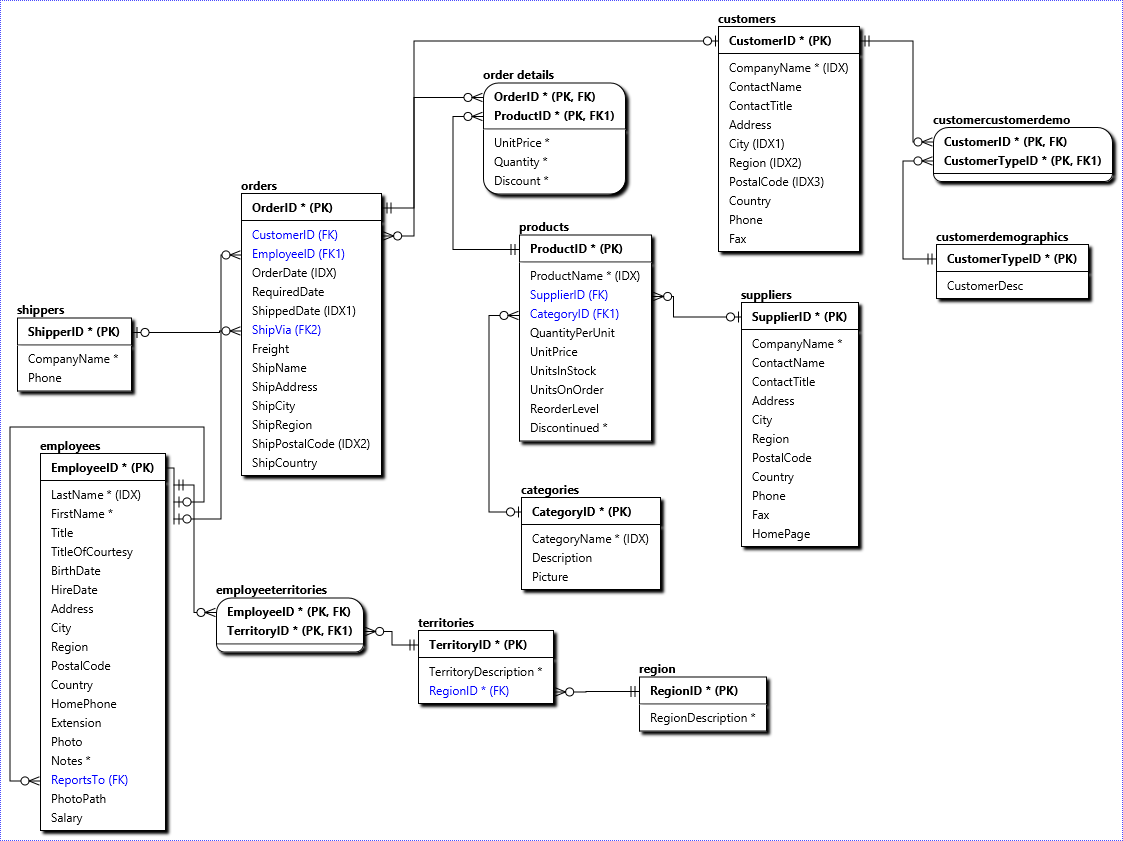 customers
CustomerID * (PK)
CompanyName * (IDX)
ContactName
ContactTitle
Address
City (IDX1)
Region (IDX2)
PostalCode (IDX3)
Country
Phone
Fax
order details
OrderID * (PK, FK)
ProductID * (PK, FK1)
UnitPrice *
Quantity *
Discount *
customercustomerdemo
CustomerID * (PK, FK)
CustomerTypeID * (PK, FK1)
orders
OrderID * (PK)
CustomerID (FK)
EmployeeID (FK1)
OrderDate (IDX)
RequiredDate
ShippedDate (IDX1)
ShipVia (FK2)
Freight
ShipName
ShipAddress
ShipCity
ShipRegion
ShipPostalCode (IDX2)
ShipCountry
products
ProductID * (PK)
ProductName * (IDX)
SupplierID (FK)
CategoryID (FK1)
QuantityPerUnit
UnitPrice
UnitsInStock
UnitsOnOrder
ReorderLevel
Discontinued *
customerdemographics
CustomerTypeID * (PK)
CustomerDesc
suppliers
SupplierID * (PK)
CompanyName *
ContactName
ContactTitle
Address
City
Region
PostalCode
Country
Phone
Fax
HomePage
shippers
ShipperID * (PK)
CompanyName *
Phone
employees
EmployeeID * (PK)
LastName * (IDX)
FirstName *
Title
TitleOfCourtesy
BirthDate
HireDate
Address
City
Region
PostalCode
Country
HomePhone
Extension
Photo
Notes *
ReportsTo (FK)
PhotoPath
Salary
categories
CategoryID * (PK)
CategoryName * (IDX)
Description
Picture
employeeterritories
EmployeeID * (PK, FK)
TerritoryID * (PK, FK1)
territories
TerritoryID * (PK)
TerritoryDescription *
RegionID * (FK)
region
RegionID * (PK)
RegionDescription *